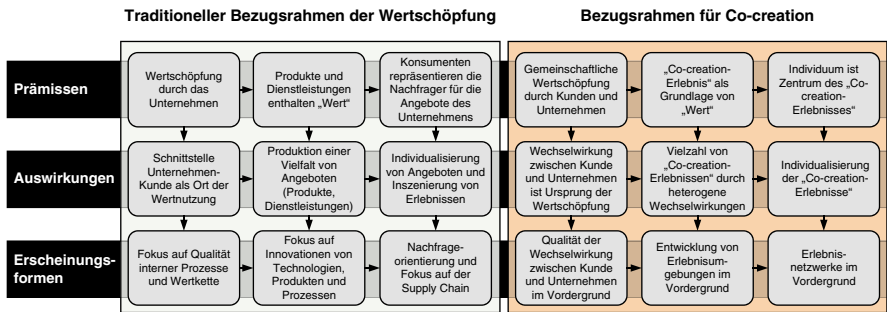 Traditioneller Bezugsrahmen der Wertschöpfung
Bezugsrahmen für Co-creation
Prämissen
Wertschöpfung
durch das
Unternehmen
Produkte und
Dienstleistungen
enthalten „Wert“
Konsumenten
repräsentieren die
Nachfrager für die
Angebote des
Unternehmens
Gemeinschaftliche
Wertschöpfung
durch Kunden und
Unternehmen
„Co-creation-
Erlebnis“ als
Grundlage von
„Wert“
Individuum ist
Zentrum des „Co-
creation-
Erlebnisses“
Auswirkungen
Schnittstelle
Unternehmen-
Kunde als Ort der
Wertnutzung
Produktion einer
Vielfalt von
Angeboten
(Produkte,
Dienstleistungen)
Individualisierung
von Angeboten und
Inszenierung von
Erlebnissen
Wechselwirkung
zwischen Kunde
und Unternehmen
ist Ursprung der
Wertschöpfung
Vielzahl von
„Co-creation-
Erlebnissen“ durch
heterogene
Wechselwirkungen
Individualisierung
der „Co-creation-
Erlebnisse“
Erscheinungs-
formen
Fokus auf Qualität
interner Prozesse
und Wertkette
Fokus auf
Innovationen von
Technologien,
Produkten und
Prozessen
Nachfrage-
orientierung und
Fokus auf der
Supply Chain
Qualität der
Wechselwirkung
zwischen Kunde
und Unternehmen
im Vordergrund
Entwicklung von
Erlebnisum-
gebungen im
Vordergrund
Erlebnis-
netzwerke im
Vordergrund